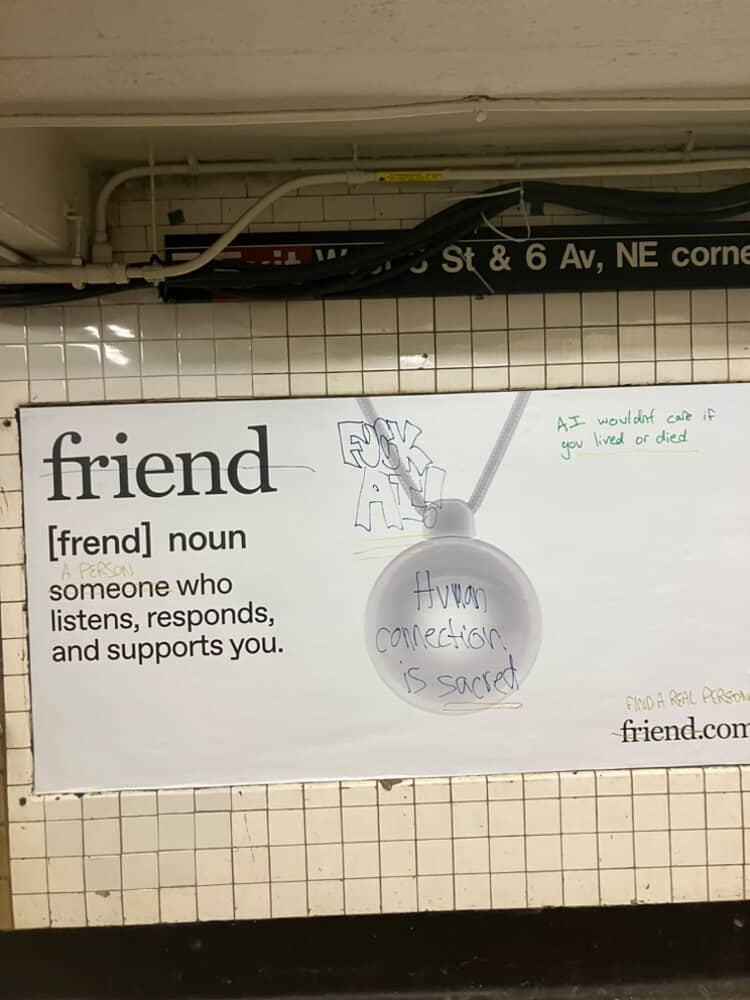 St & 6 Av, NE corne
friend
[frend] noun
A PERSON
someone who
listens, responds,
and supports you.
FUCK
AI!
Human
connection
is sacred
AI wouldnt care if
you lived or died
FIND A REAL PERSON
friend.com